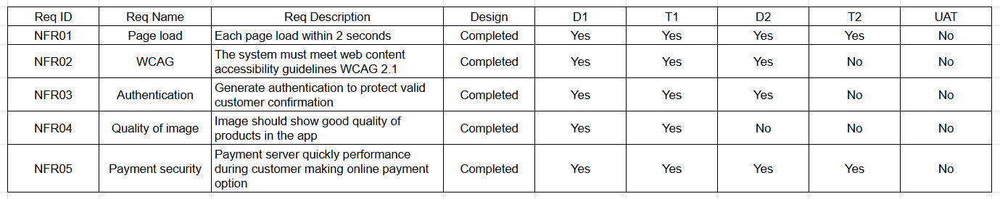 Req ID Req Name Req Description Design D1 T1 D2 T2 UAT
NFR01 Page load Each page load within 2 seconds Completed Yes Yes Yes Yes No
NFR02 WCAG The system must meet web content
accessibility guidelines WCAG 2.1 Completed Yes Yes Yes No No
NFR03 Authentication Generate authentication to protect valid
customer confirmation Completed Yes Yes Yes No No
NFR04 Quality of image Image should show good quality of
products in the app Completed Yes Yes No No No
NFR05 Payment security Payment server quickly performance
during customer making online payment
option Completed Yes Yes Yes Yes No